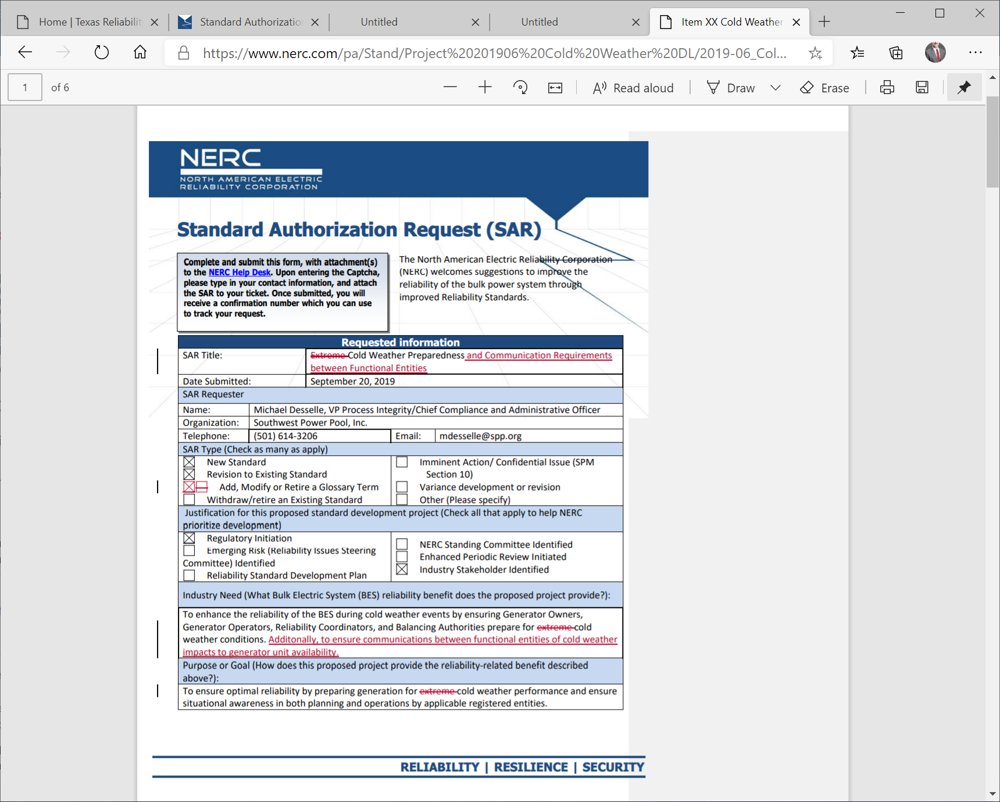 Home | Texas Reliabilit
Standard Authorizatio
Untitled
Untitled
Item XX Cold Weather
https://www.nerc.com/pa/Stand/Project%20201906%20Cold%20Weather%20DL/2019-06_Col...
1 of 6
Read aloud
Draw
Erase
NERC
NORTH AMERICAN ELECTRIC
RELIABILITY CORPORATION
Standard Authorization Request (SAR)
Complete and submit this form, with attachment(s)
to the NERC Help Desk. Upon entering the Captcha,
please type in your contact information, and attach
the SAR to your ticket. Once submitted, you will
receive a confirmation number which you can use
to track your request.
The North American Electric Reliability Corporation
(NERC) welcomes suggestions to improve the
reliability of the bulk power system through
improved Reliability Standards.
Requested information
SAR Title: Extreme Cold Weather Preparedness and Communication Requirements
between Functional Entities
Date Submitted: September 20, 2019
SAR Requester
Name: Michael Desselle, VP Process Integrity/Chief Compliance and Administrative Officer
Organization: Southwest Power Pool, Inc.
Telephone: (501) 614-3206 Email: mdesselle@spp.org
SAR Type (Check as many as apply)
New Standard
Revision to Existing Standard
Add, Modify or Retire a Glossary Term
Withdraw/retire an Existing Standard
Imminent Action/ Confidential Issue (SPM
Section 10)
Variance development or revision
Other (Please specify)
Justification for this proposed standard development project (Check all that apply to help NERC
prioritize development)
Regulatory Initiation
Emerging Risk (Reliability Issues Steering
Committee) Identified
Reliability Standard Development Plan
NERC Standing Committee Identified
Enhanced Periodic Review Initiated
Industry Stakeholder Identified
Industry Need (What Bulk Electric System (BES) reliability benefit does the proposed project provide?):
To enhance the reliability of the BES during cold weather events by ensuring Generator Owners,
Generator Operators, Reliability Coordinators, and Balancing Authorities prepare for extreme cold
weather conditions. Additonally, to ensure communications between functional entities of cold weather
impacts to generator unit availability.
Purpose or Goal (How does this proposed project provide the reliability-related benefit described
above?):
To ensure optimal reliability by preparing generation for extreme cold weather performance and ensure
situational awareness in both planning and operations by applicable registered entities.
RELIABILITY | RESILIENCE | SECURITY